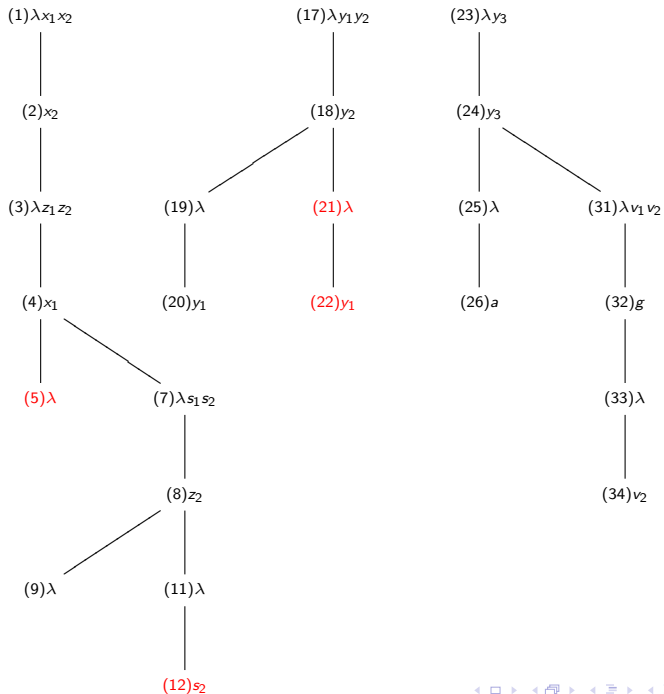 (1)λx₁x₂ (17)λy₁y₂ (23)λy₃
(2)x₂ (18)y₂ (24)y₃
(3)λz₁z₂ (19)λ (21)λ (25)λ (31)λv₁v₂
(4)x₁ (20)y₁ (22)y₁ (26)a (32)g
(5)λ (7)λs₁s₂ (33)λ
(8)z₂ (34)v₂
(9)λ (11)λ
(12)s₂